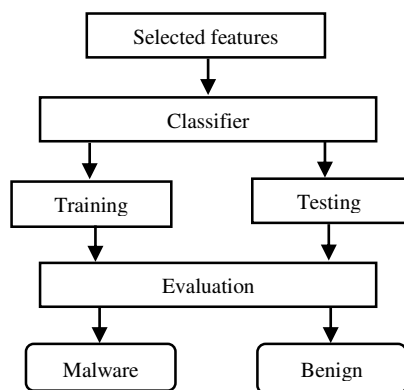 Selected features
Classifier
Training
Testing
Evaluation
Malware
Benign